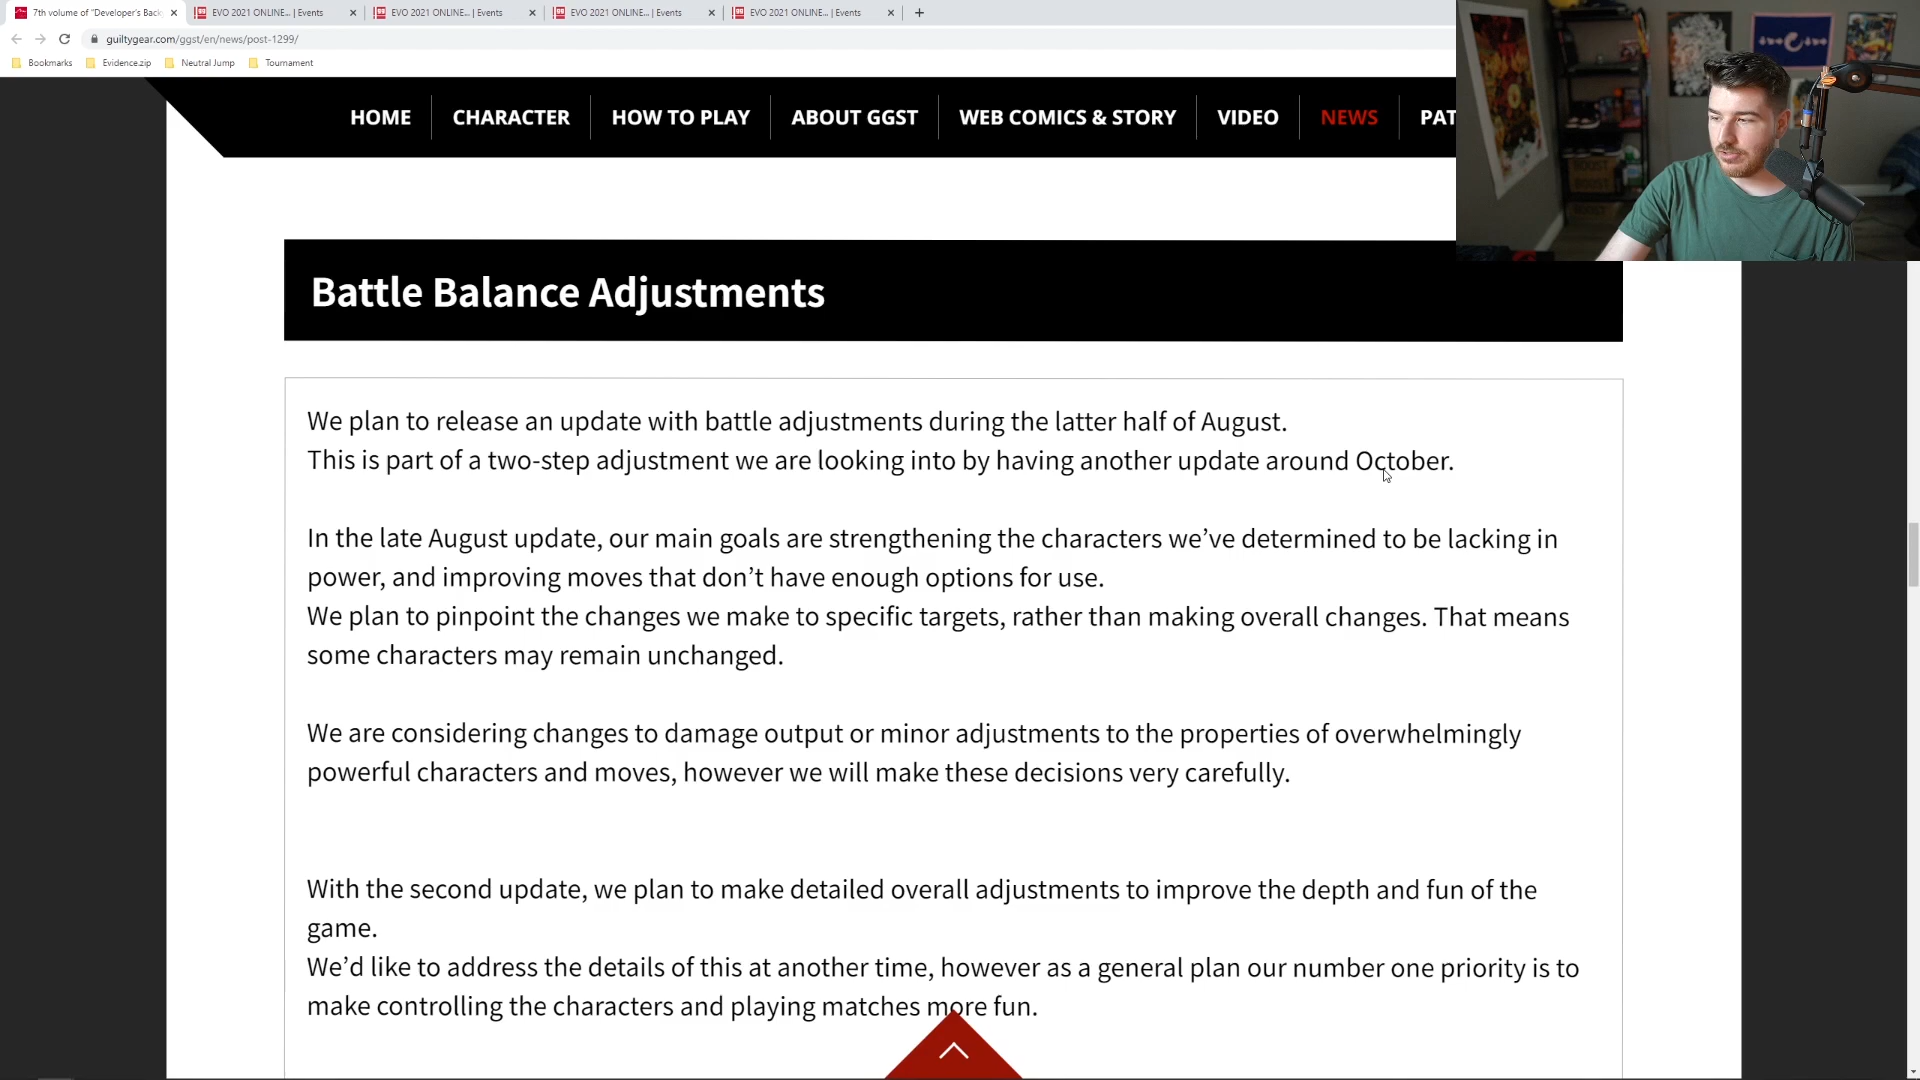 7th volume of "Developer's Back
EVO 2021 ONLINE... | Events
EVO 2021 ONLINE... | Events
EVO 2021 ONLINE... | Events
EVO 2021 ONLINE... | Events
guiltygear.com/ggst/en/news/post-1299/
Bookmarks
Evidence.zip
Neutral Jump
Tournament
HOME
CHARACTER
HOW TO PLAY
ABOUT GGST
WEB COMICS & STORY
VIDEO
NEWS
PAT
Battle Balance Adjustments
We plan to release an update with battle adjustments during the latter half of August.
This is part of a two-step adjustment we are looking into by having another update around October.
In the late August update, our main goals are strengthening the characters we’ve determined to be lacking in
power, and improving moves that don’t have enough options for use.
We plan to pinpoint the changes we make to specific targets, rather than making overall changes. That means
some characters may remain unchanged.
We are considering changes to damage output or minor adjustments to the properties of overwhelmingly
powerful characters and moves, however we will make these decisions very carefully.
With the second update, we plan to make detailed overall adjustments to improve the depth and fun of the
game.
We’d like to address the details of this at another time, however as a general plan our number one priority is to
make controlling the characters and playing matches more fun.